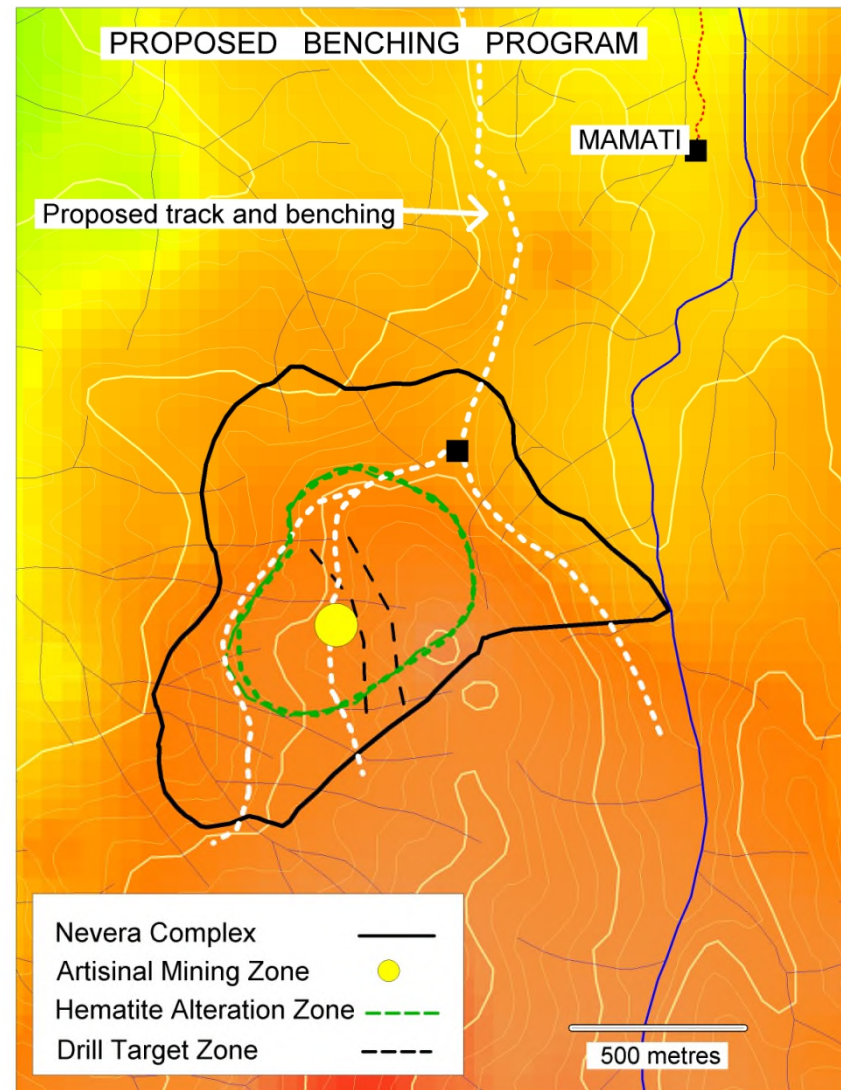 PROPOSED BENCHING PROGRAM
MAMATI
Proposed track and benching
Nevera Complex
Artisinal Mining Zone
Hematite Alteration Zone
Drill Target Zone
500 metres